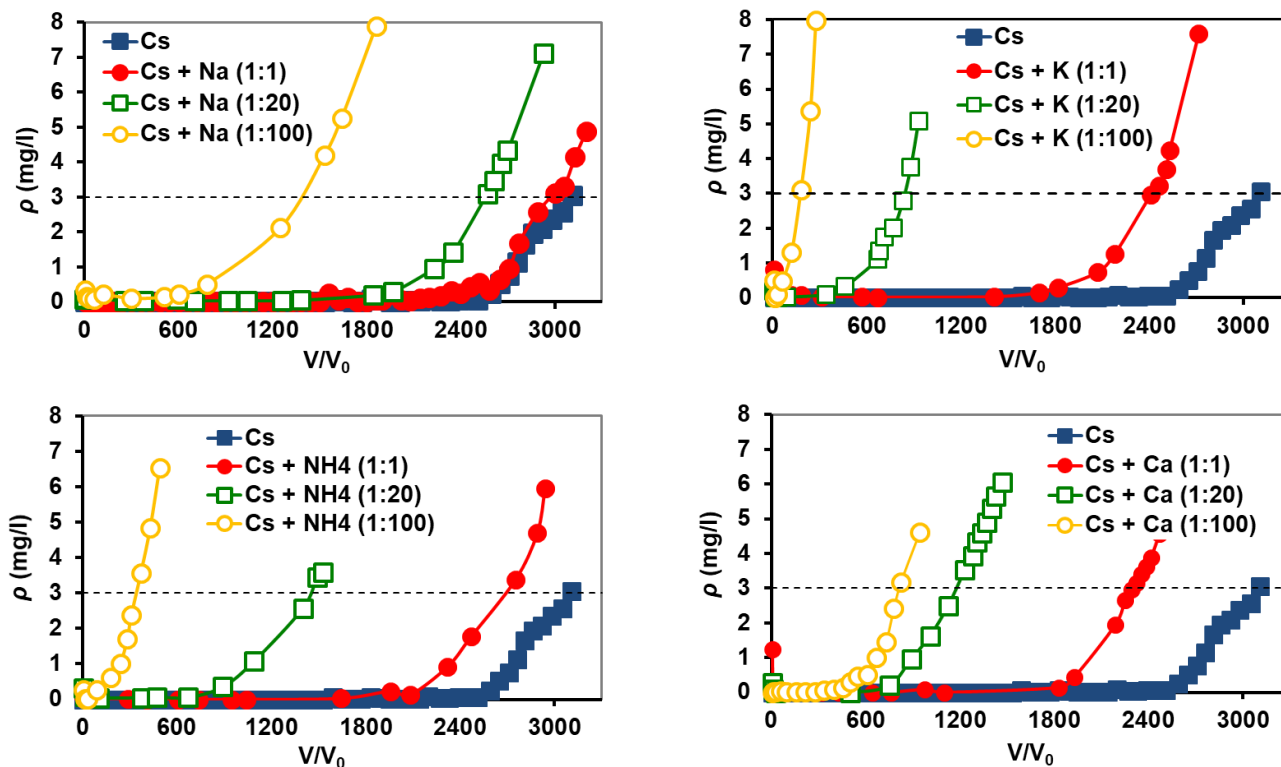 8
7
6
5
4
3
2
1
0
ρ (mg/l)
Cs
Cs + Na (1:1)
Cs + Na (1:20)
Cs + Na (1:100)
0 600 1200 1800 2400 3000
V/V₀
8
7
6
5
4
3
2
1
0
ρ (mg/l)
Cs
Cs + K (1:1)
Cs + K (1:20)
Cs + K (1:100)
0 600 1200 1800 2400 3000
V/V₀
8
7
6
5
4
3
2
1
0
ρ (mg/l)
Cs
Cs + NH4 (1:1)
Cs + NH4 (1:20)
Cs + NH4 (1:100)
0 600 1200 1800 2400 3000
V/V₀
8
7
6
5
4
3
2
1
0
ρ (mg/l)
Cs
Cs + Ca (1:1)
Cs + Ca (1:20)
Cs + Ca (1:100)
0 600 1200 1800 2400 3000
V/V₀